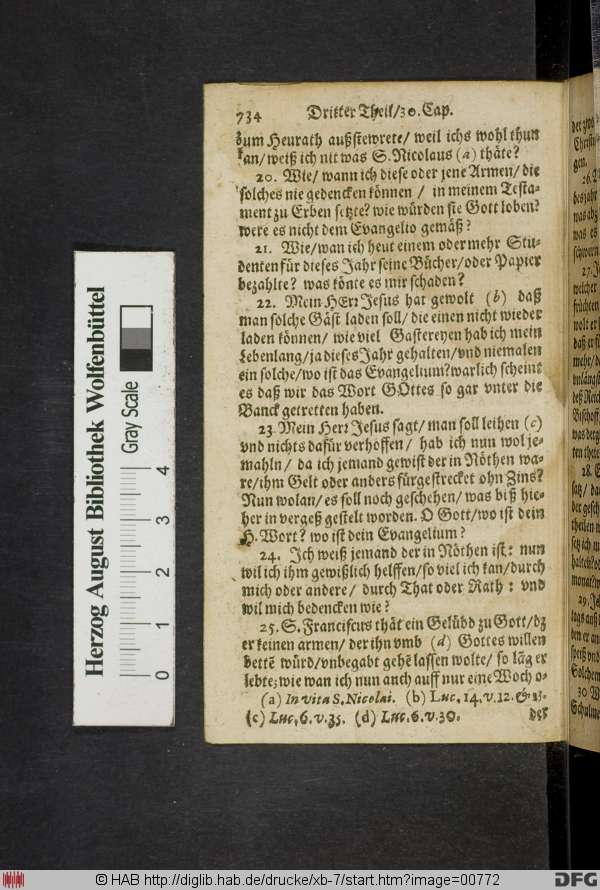 734 Dritter Theil/30. Cap.
zum Heurath außstewrete/ weil ichs wohl thun
kan/weiß ich nit was S. Nicolaus (a) thäte?
20. Wie/ wann ich diese oder jene Armen/ die
solches nie gedencken können / in meinem Testa-
ment zu Erben setzte? wie würden sie Gott loben?
were es nicht dem Evangelio gemäß?
21. Wie/wan ich heut einem oder mehr Stu-
denten für dieses Jahr seine Bücher/oder Papier
bezahlte? was könte es mir schaden?
22. Mein HErr Jesus hat gewolt (b) daß
man solche Gäst laden soll/ die einen nicht wieder
laden können/ wie viel Gastereyen hab ich mein
Lebenlang/ja dieses Jahr gehalten/vnd niemalen
ein solche/wo ist das Evangelium? warlich scheint
es daß wir das Wort GOttes so gar vnter die
Banck getretten haben.
23. Mein Herr Jesus sagt/ man soll leihen (c)
vnd nichts dafür verhoffen/ hab ich nun wol je-
mahln/ da ich jemand gewist der in Nöthen wa-
re/ihm Gelt oder anders fürgestrecket ohn Zins?
Nun wolan/ es soll noch geschehen/ was biß hie-
her in vergeß gestelt worden. O Gott/wo ist dein
H. Wort? wo ist dein Evangelium?
24. Ich weiß jemand der in Nöthen ist: nun
wil ich ihm gewißlich helffen/so viel ich kan/durch
mich oder andere/ durch That oder Rath: vnd
wil mich bedencken wie?
25. S. Franciscus thät ein Gelübd zu Gott/dz
er keinen armen/ der ihn vmb (d) Gottes willen
bettē würd/vnbegabt gehē lassen wolte/ so lāg er
lebte; wie wan ich nun auch auff nur eine Woch o-
(a) In vita S. Nicolai. (b) Luc. 14. v. 12. & 13.
(c) Luc. 6. v. 35. (d) Luc. 6. v. 30. des
Herzog August Bibliothek Wolfenbüttel
Gray Scale
0 1 2 3 4
© HAB http://diglib.hab.de/drucke/xb-7/start.htm?image=00772
DFG